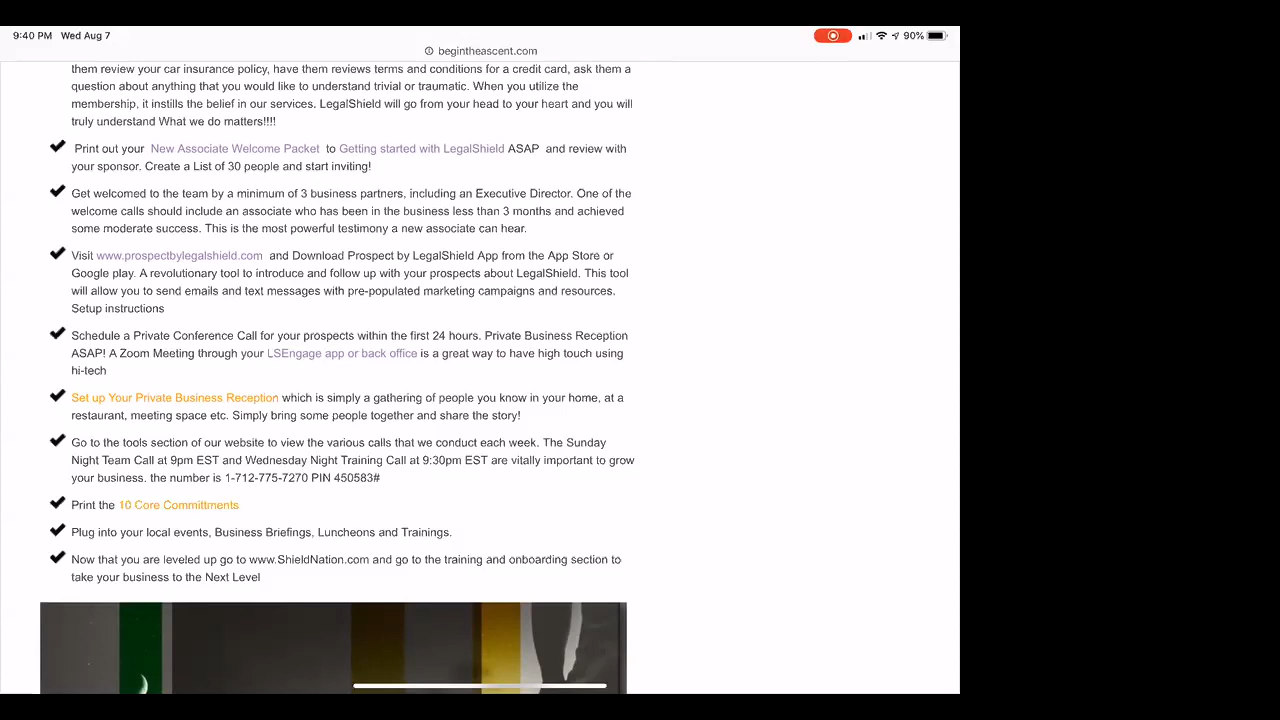 9:40 PM Wed Aug 7
90%
begintheascent.com
them review your car insurance policy, have them reviews terms and conditions for a credit card, ask them a
question about anything that you would like to understand trivial or traumatic. When you utilize the
membership, it instills the belief in our services. LegalShield will go from your head to your heart and you will
truly understand What we do matters!!!!
Print out your New Associate Welcome Packet to Getting started with LegalShield ASAP and review with
your sponsor. Create a List of 30 people and start inviting!
Get welcomed to the team by a minimum of 3 business partners, including an Executive Director. One of the
welcome calls should include an associate who has been in the business less than 3 months and achieved
some moderate success. This is the most powerful testimony a new associate can hear.
Visit www.prospectbylegalshield.com and Download Prospect by LegalShield App from the App Store or
Google play. A revolutionary tool to introduce and follow up with your prospects about LegalShield. This tool
will allow you to send emails and text messages with pre-populated marketing campaigns and resources.
Setup instructions
Schedule a Private Conference Call for your prospects within the first 24 hours. Private Business Reception
ASAP! A Zoom Meeting through your LSEngage app or back office is a great way to have high touch using
hi-tech
Set up Your Private Business Reception which is simply a gathering of people you know in your home, at a
restaurant, meeting space etc. Simply bring some people together and share the story!
Go to the tools section of our website to view the various calls that we conduct each week. The Sunday
Night Team Call at 9pm EST and Wednesday Night Training Call at 9:30pm EST are vitally important to grow
your business. the number is 1-712-775-7270 PIN 450583#
Print the 10 Core Committments
Plug into your local events, Business Briefings, Luncheons and Trainings.
Now that you are leveled up go to www.ShieldNation.com and go to the training and onboarding section to
take your business to the Next Level